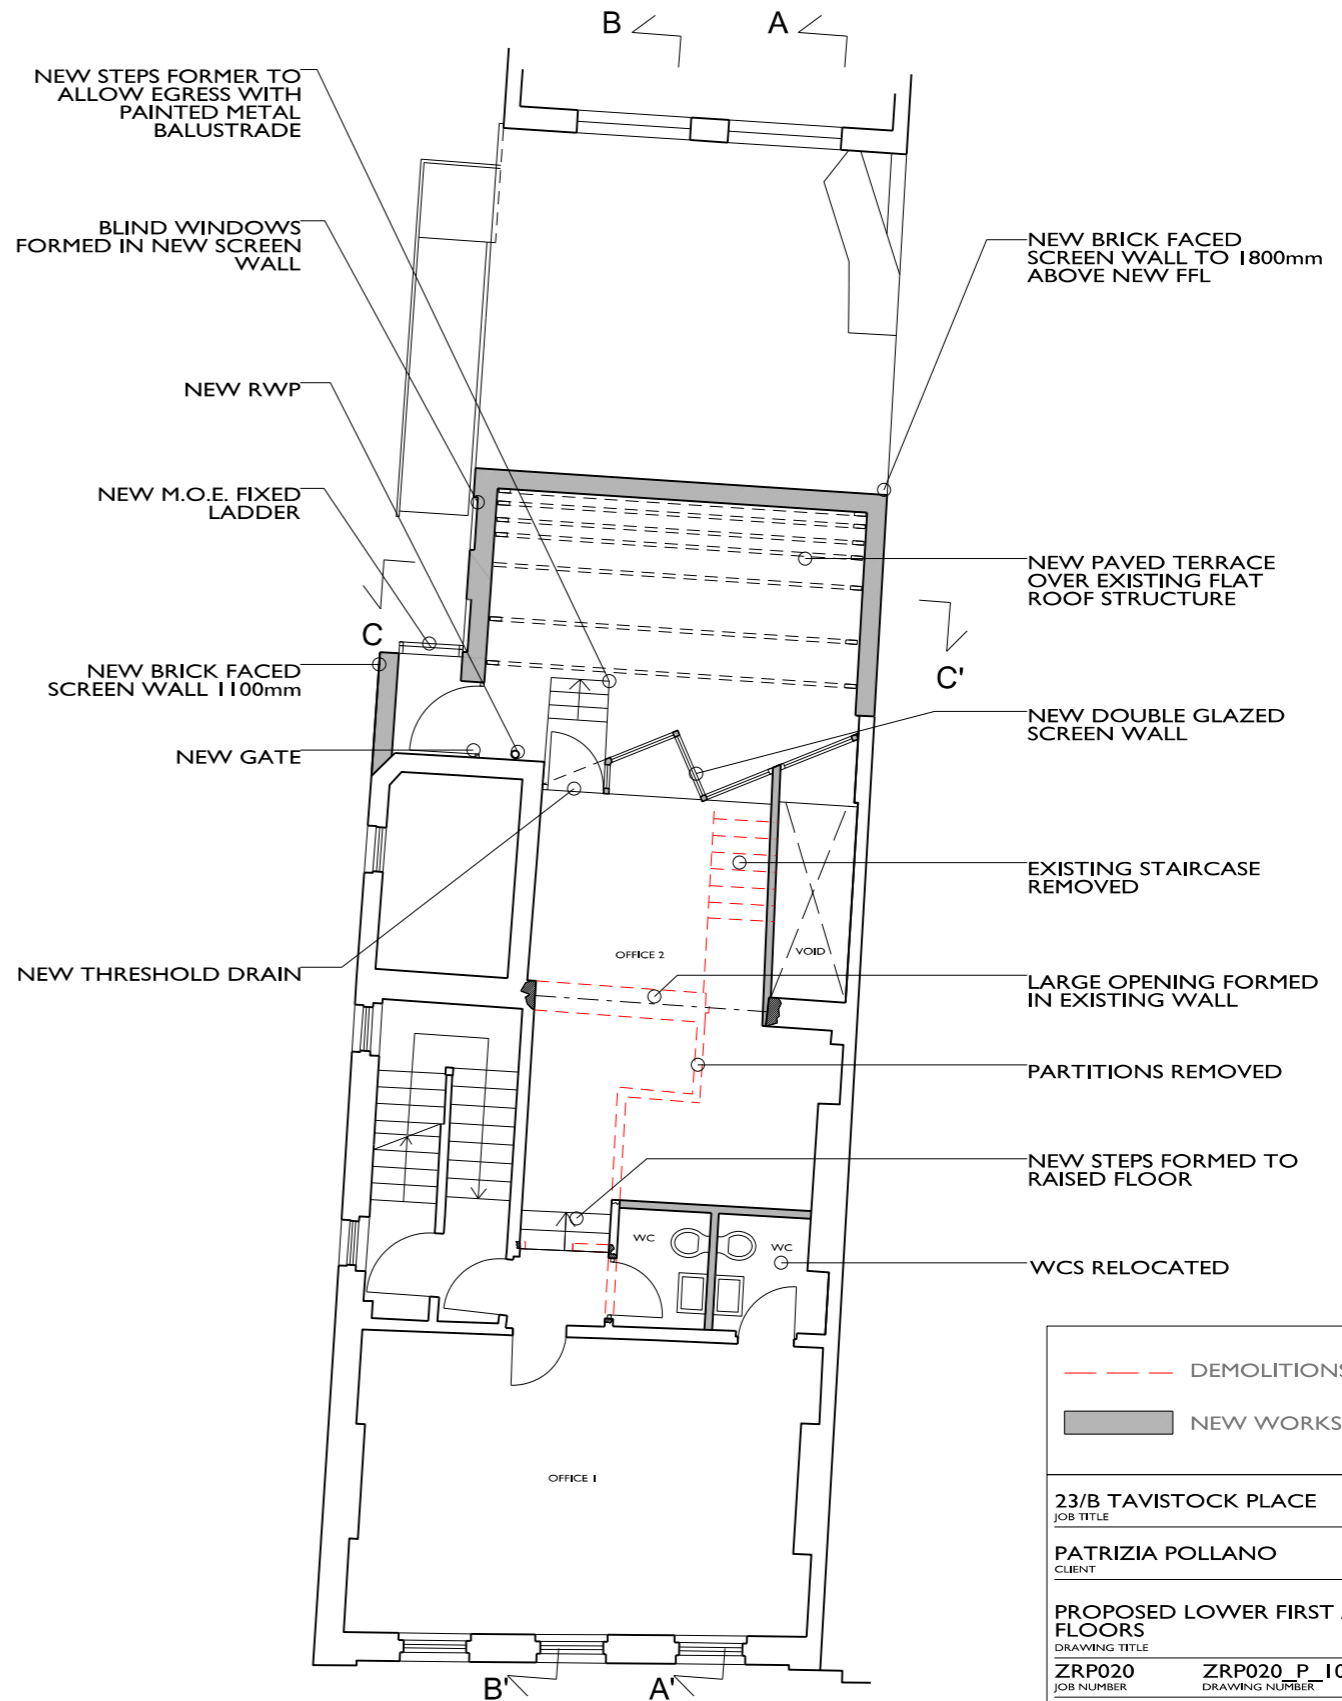 B
A
NEW STEPS FORMER TO
ALLOW EGRESS WITH
PAINTED METAL
BALUSTRADE
BLIND WINDOWS
FORMED IN NEW SCREEN
WALL
NEW BRICK FACED
SCREEN WALL TO 1800mm
ABOVE NEW FFL
NEW RWP
NEW M.O.E. FIXED
LADDER
NEW PAVED TERRACE
OVER EXISTING FLAT
ROOF STRUCTURE
C
C'
NEW BRICK FACED
SCREEN WALL 1100mm
NEW DOUBLE GLAZED
SCREEN WALL
NEW GATE
EXISTING STAIRCASE
REMOVED
OFFICE 2
VOID
NEW THRESHOLD DRAIN
LARGE OPENING FORMED
IN EXISTING WALL
PARTITIONS REMOVED
NEW STEPS FORMED TO
RAISED FLOOR
WC
WC
WCS RELOCATED
DEMOLITIONS
NEW WORKS
OFFICE 1
23/B TAVISTOCK PLACE
JOB TITLE
PATRIZIA POLLANO
CLIENT
PROPOSED LOWER FIRST
FLOORS
DRAWING TITLE
ZRP020 ZRP020_P_10
JOB NUMBER DRAWING NUMBER
B'
A'